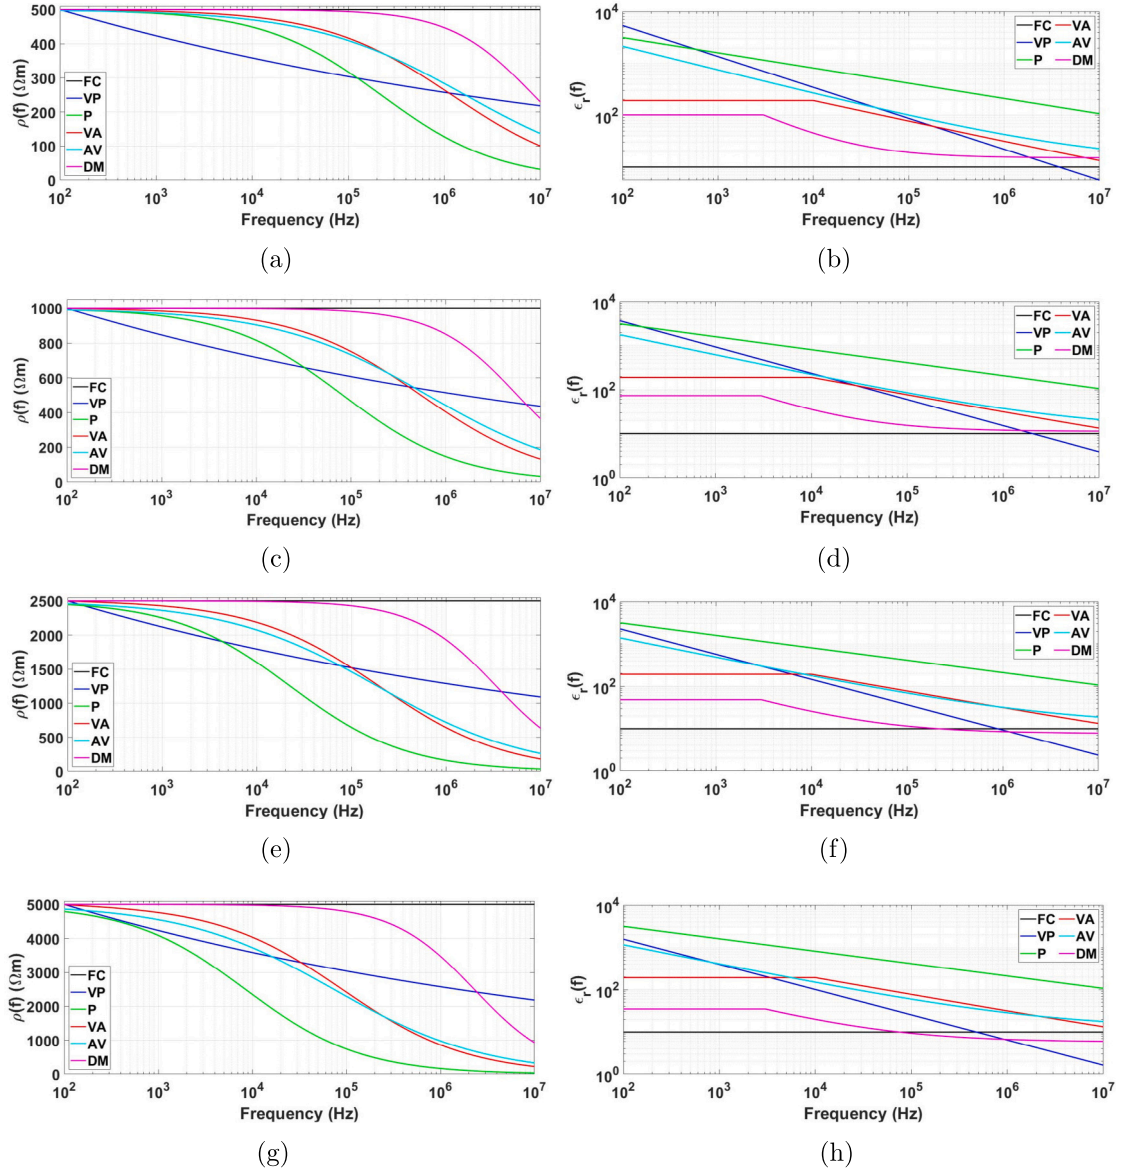 500
400
300
200
100
0
ρ(f) (Ωm)
FC
VP
P
VA
AV
DM
10² 10³ 10⁴ 10⁵ 10⁶ 10⁷
Frequency (Hz)
(a)
10⁴
10²
ϵᵣ(f)
FC VA
VP AV
P DM
10² 10³ 10⁴ 10⁵ 10⁶ 10⁷
Frequency (Hz)
(b)
1000
800
600
400
200
0
ρ(f) (Ωm)
FC
VP
P
VA
AV
DM
10² 10³ 10⁴ 10⁵ 10⁶ 10⁷
Frequency (Hz)
(c)
10⁴
10²
10⁰
ϵᵣ(f)
FC VA
VP AV
P DM
10² 10³ 10⁴ 10⁵ 10⁶ 10⁷
Frequency (Hz)
(d)
2500
2000
1500
1000
500
0
ρ(f) (Ωm)
FC
VP
P
VA
AV
DM
10² 10³ 10⁴ 10⁵ 10⁶ 10⁷
Frequency (Hz)
(e)
10⁴
10²
10⁰
ϵᵣ(f)
FC VA
VP AV
P DM
10² 10³ 10⁴ 10⁵ 10⁶ 10⁷
Frequency (Hz)
(f)
5000
4000
3000
2000
1000
0
ρ(f) (Ωm)
FC
VP
P
VA
AV
DM
10² 10³ 10⁴ 10⁵ 10⁶ 10⁷
Frequency (Hz)
(g)
10⁴
10²
10⁰
ϵᵣ(f)
FC VA
VP AV
P DM
10² 10³ 10⁴ 10⁵ 10⁶ 10⁷
Frequency (Hz)
(h)